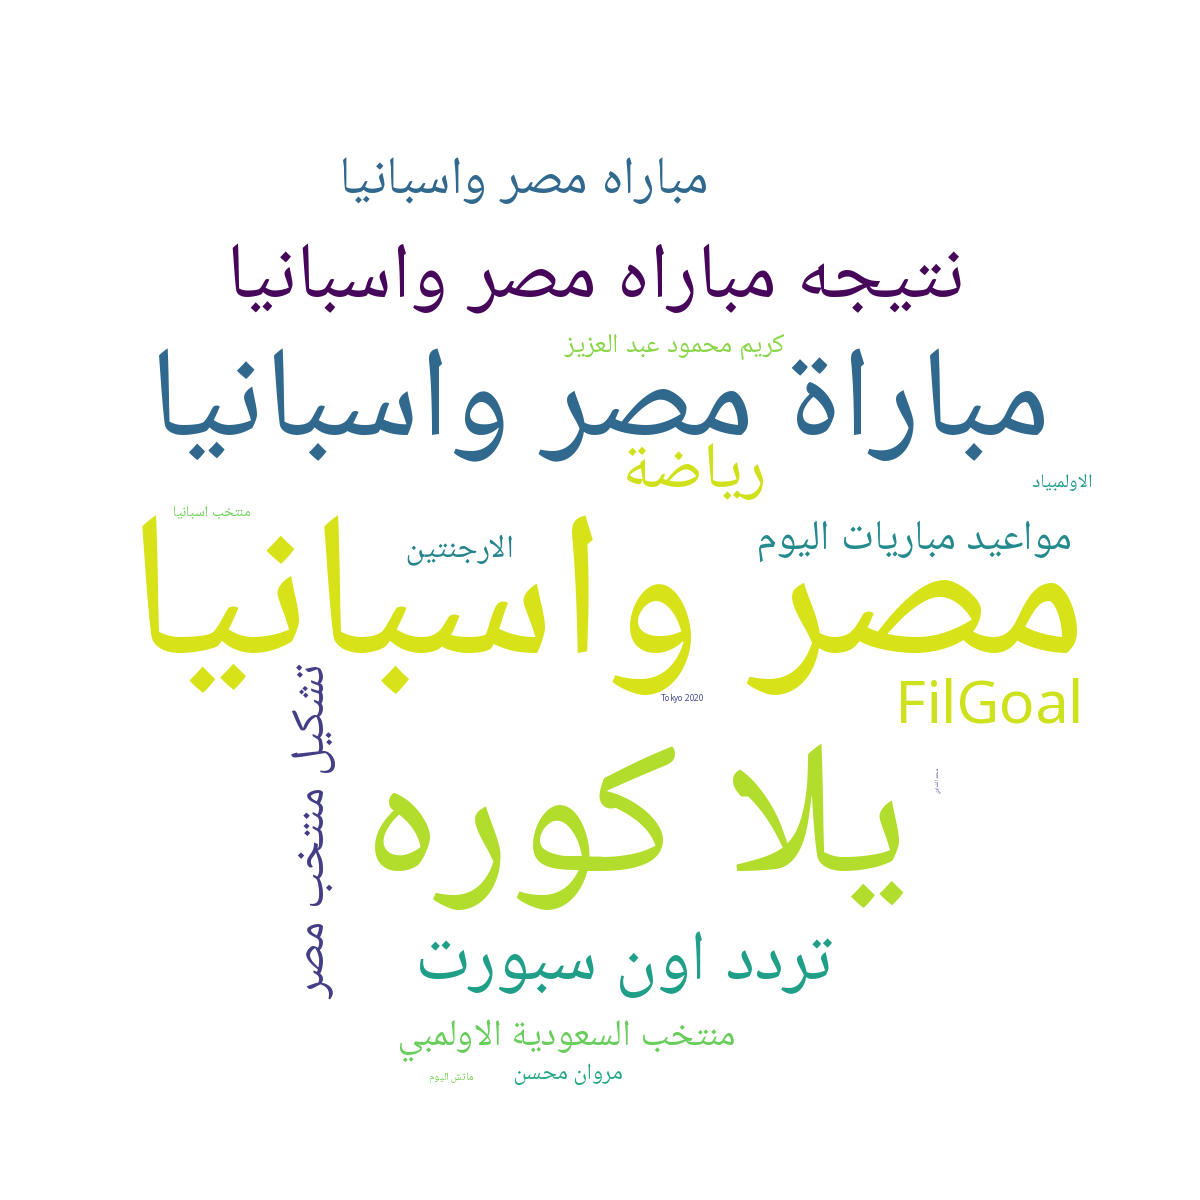 مباراه مصر واسبانيا
نتيجه مباراه مصر واسبانيا
كريم محمود عبد العزيز
مباراة مصر واسبانيا
رياضة
الاولمبياد
منتخب اسبانيا
مواعيد مباريات اليوم
الارجنتين
مصر واسبانيا
تشكيل منتخب مصر
Tokyo 2020
FilGoal
يلا كوره
تردد اون سبورت
منتخب السعودية الاولمبي
مروان محسن
ماتش اليوم